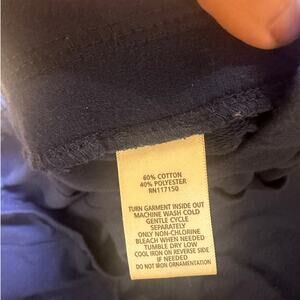 60% COTTON
40% POLYESTER
RN117150
TURN GARMENT INSIDE OUT
MACHINE WASH COLD
GENTLE CYCLE
SEPARATELY
ONLY NON-CHLORINE
BLEACH WHEN NEEDED
TUMBLE DRY LOW
COOL IRON ON REVERSE SIDE
IF NEEDED
DO NOT IRON ORNAMENTATION